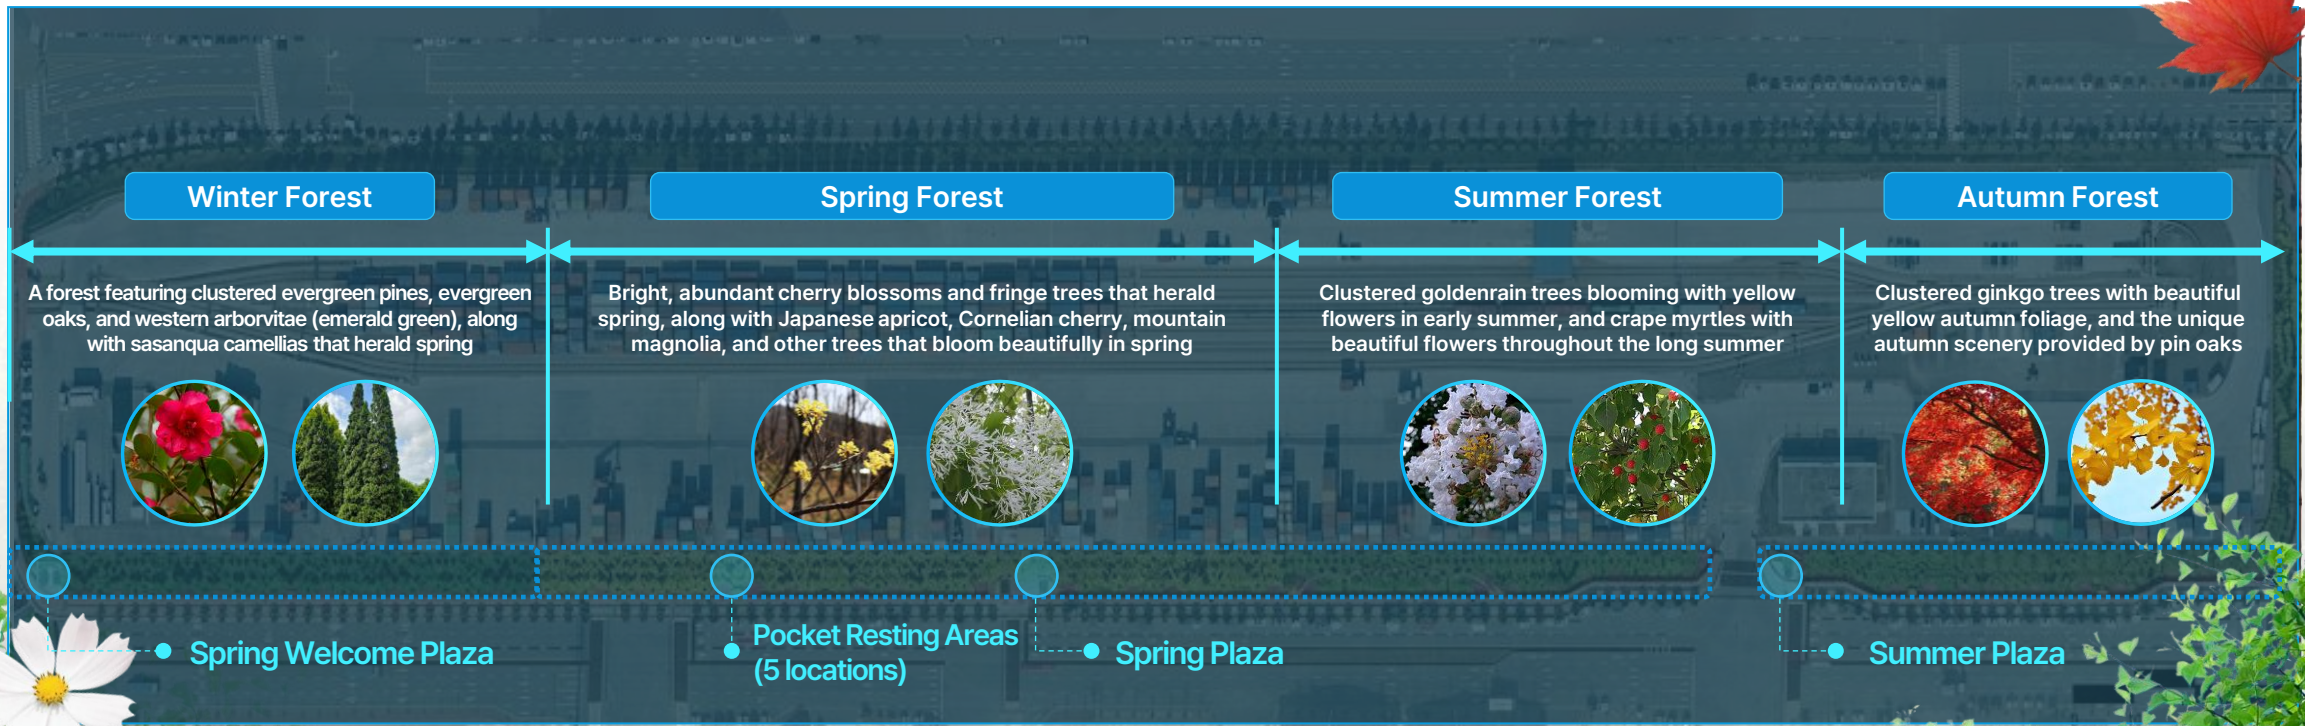 Winter Forest
Spring Forest
Summer Forest
Autumn Forest
A forest featuring clustered evergreen pines, evergreen
oaks, and western arborvitae (emerald green), along
with sasanqua camellias that herald spring
Bright, abundant cherry blossoms and fringe trees that herald
spring, along with Japanese apricot, Cornelian cherry, mountain
magnolia, and other trees that bloom beautifully in spring
Clustered goldenrain trees blooming with yellow
flowers in early summer, and crape myrtles with
beautiful flowers throughout the long summer
Clustered ginkgo trees with beautiful
yellow autumn foliage, and the unique
autumn scenery provided by pin oaks
Spring Welcome Plaza
Pocket Resting Areas
(5 locations)
Spring Plaza
Summer Plaza